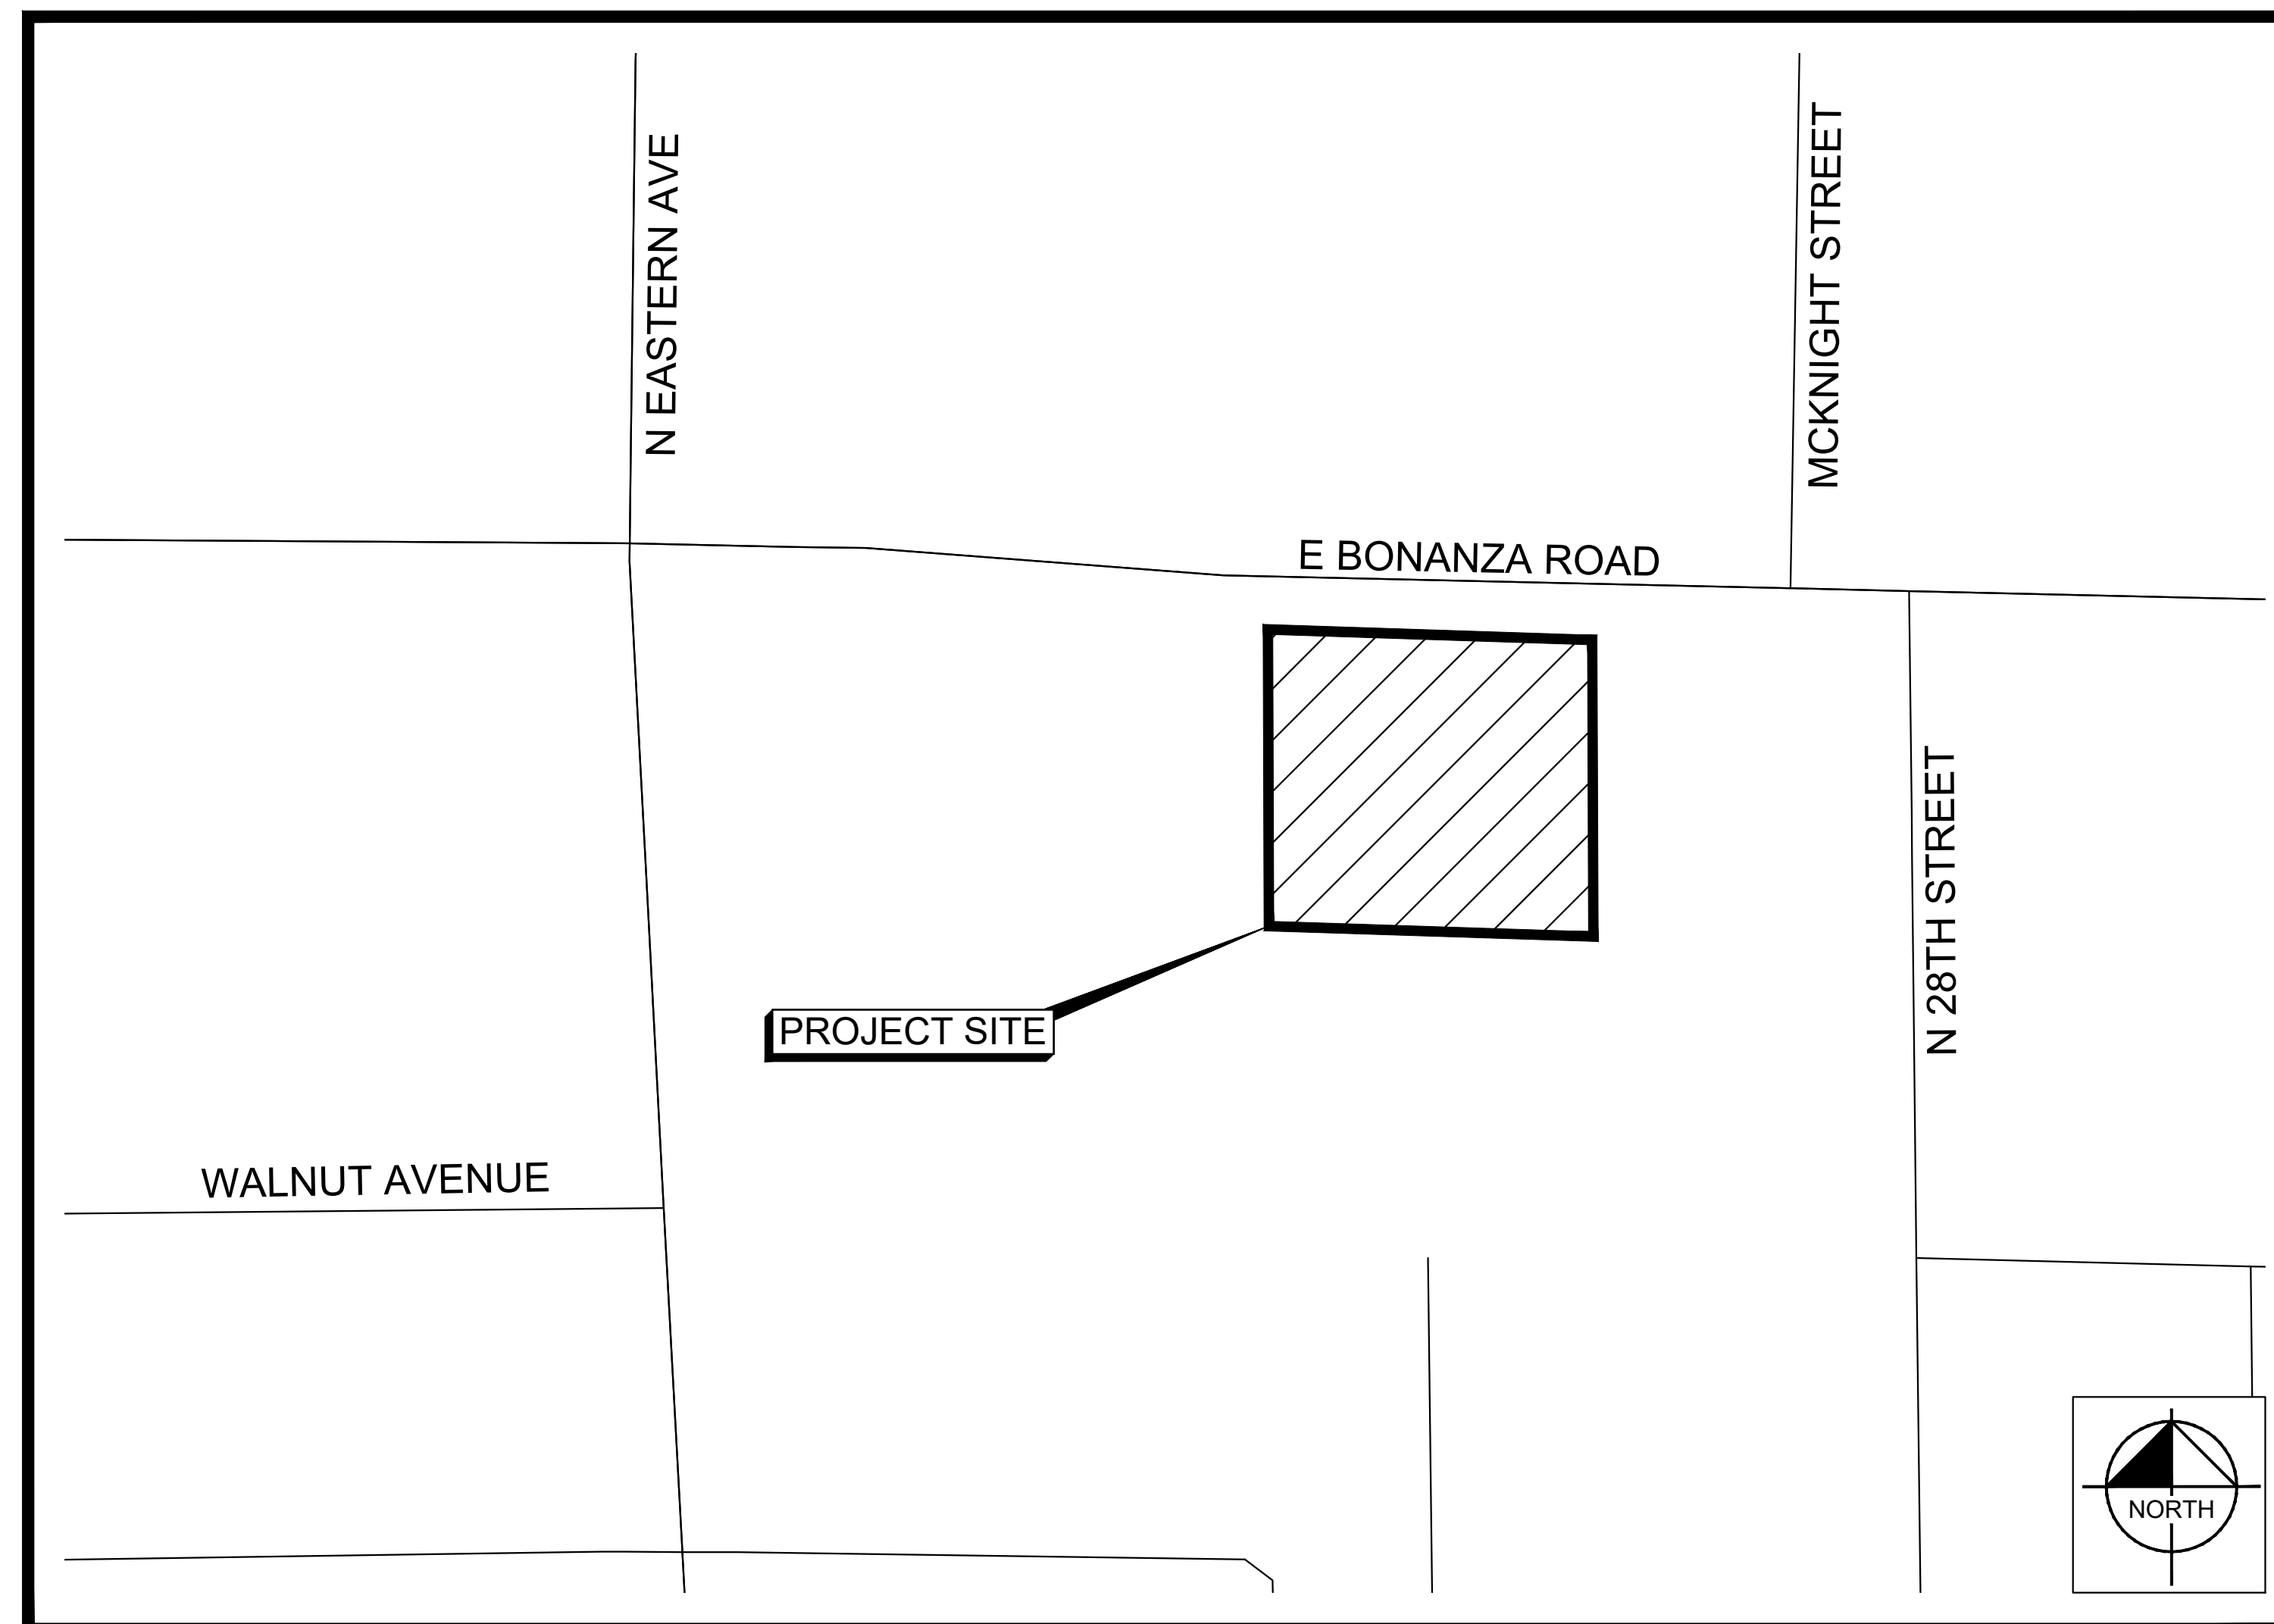 N EASTERN AVE
MCKNIGHT STREET
E BONANZA ROAD
N 28TH STREET
PROJECT SITE
WALNUT AVENUE
NORTH